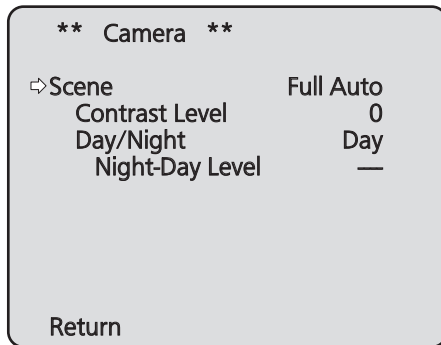 ** Camera **
⇨Scene Full Auto
Contrast Level 0
Day/Night Day
Night-Day Level —
Return